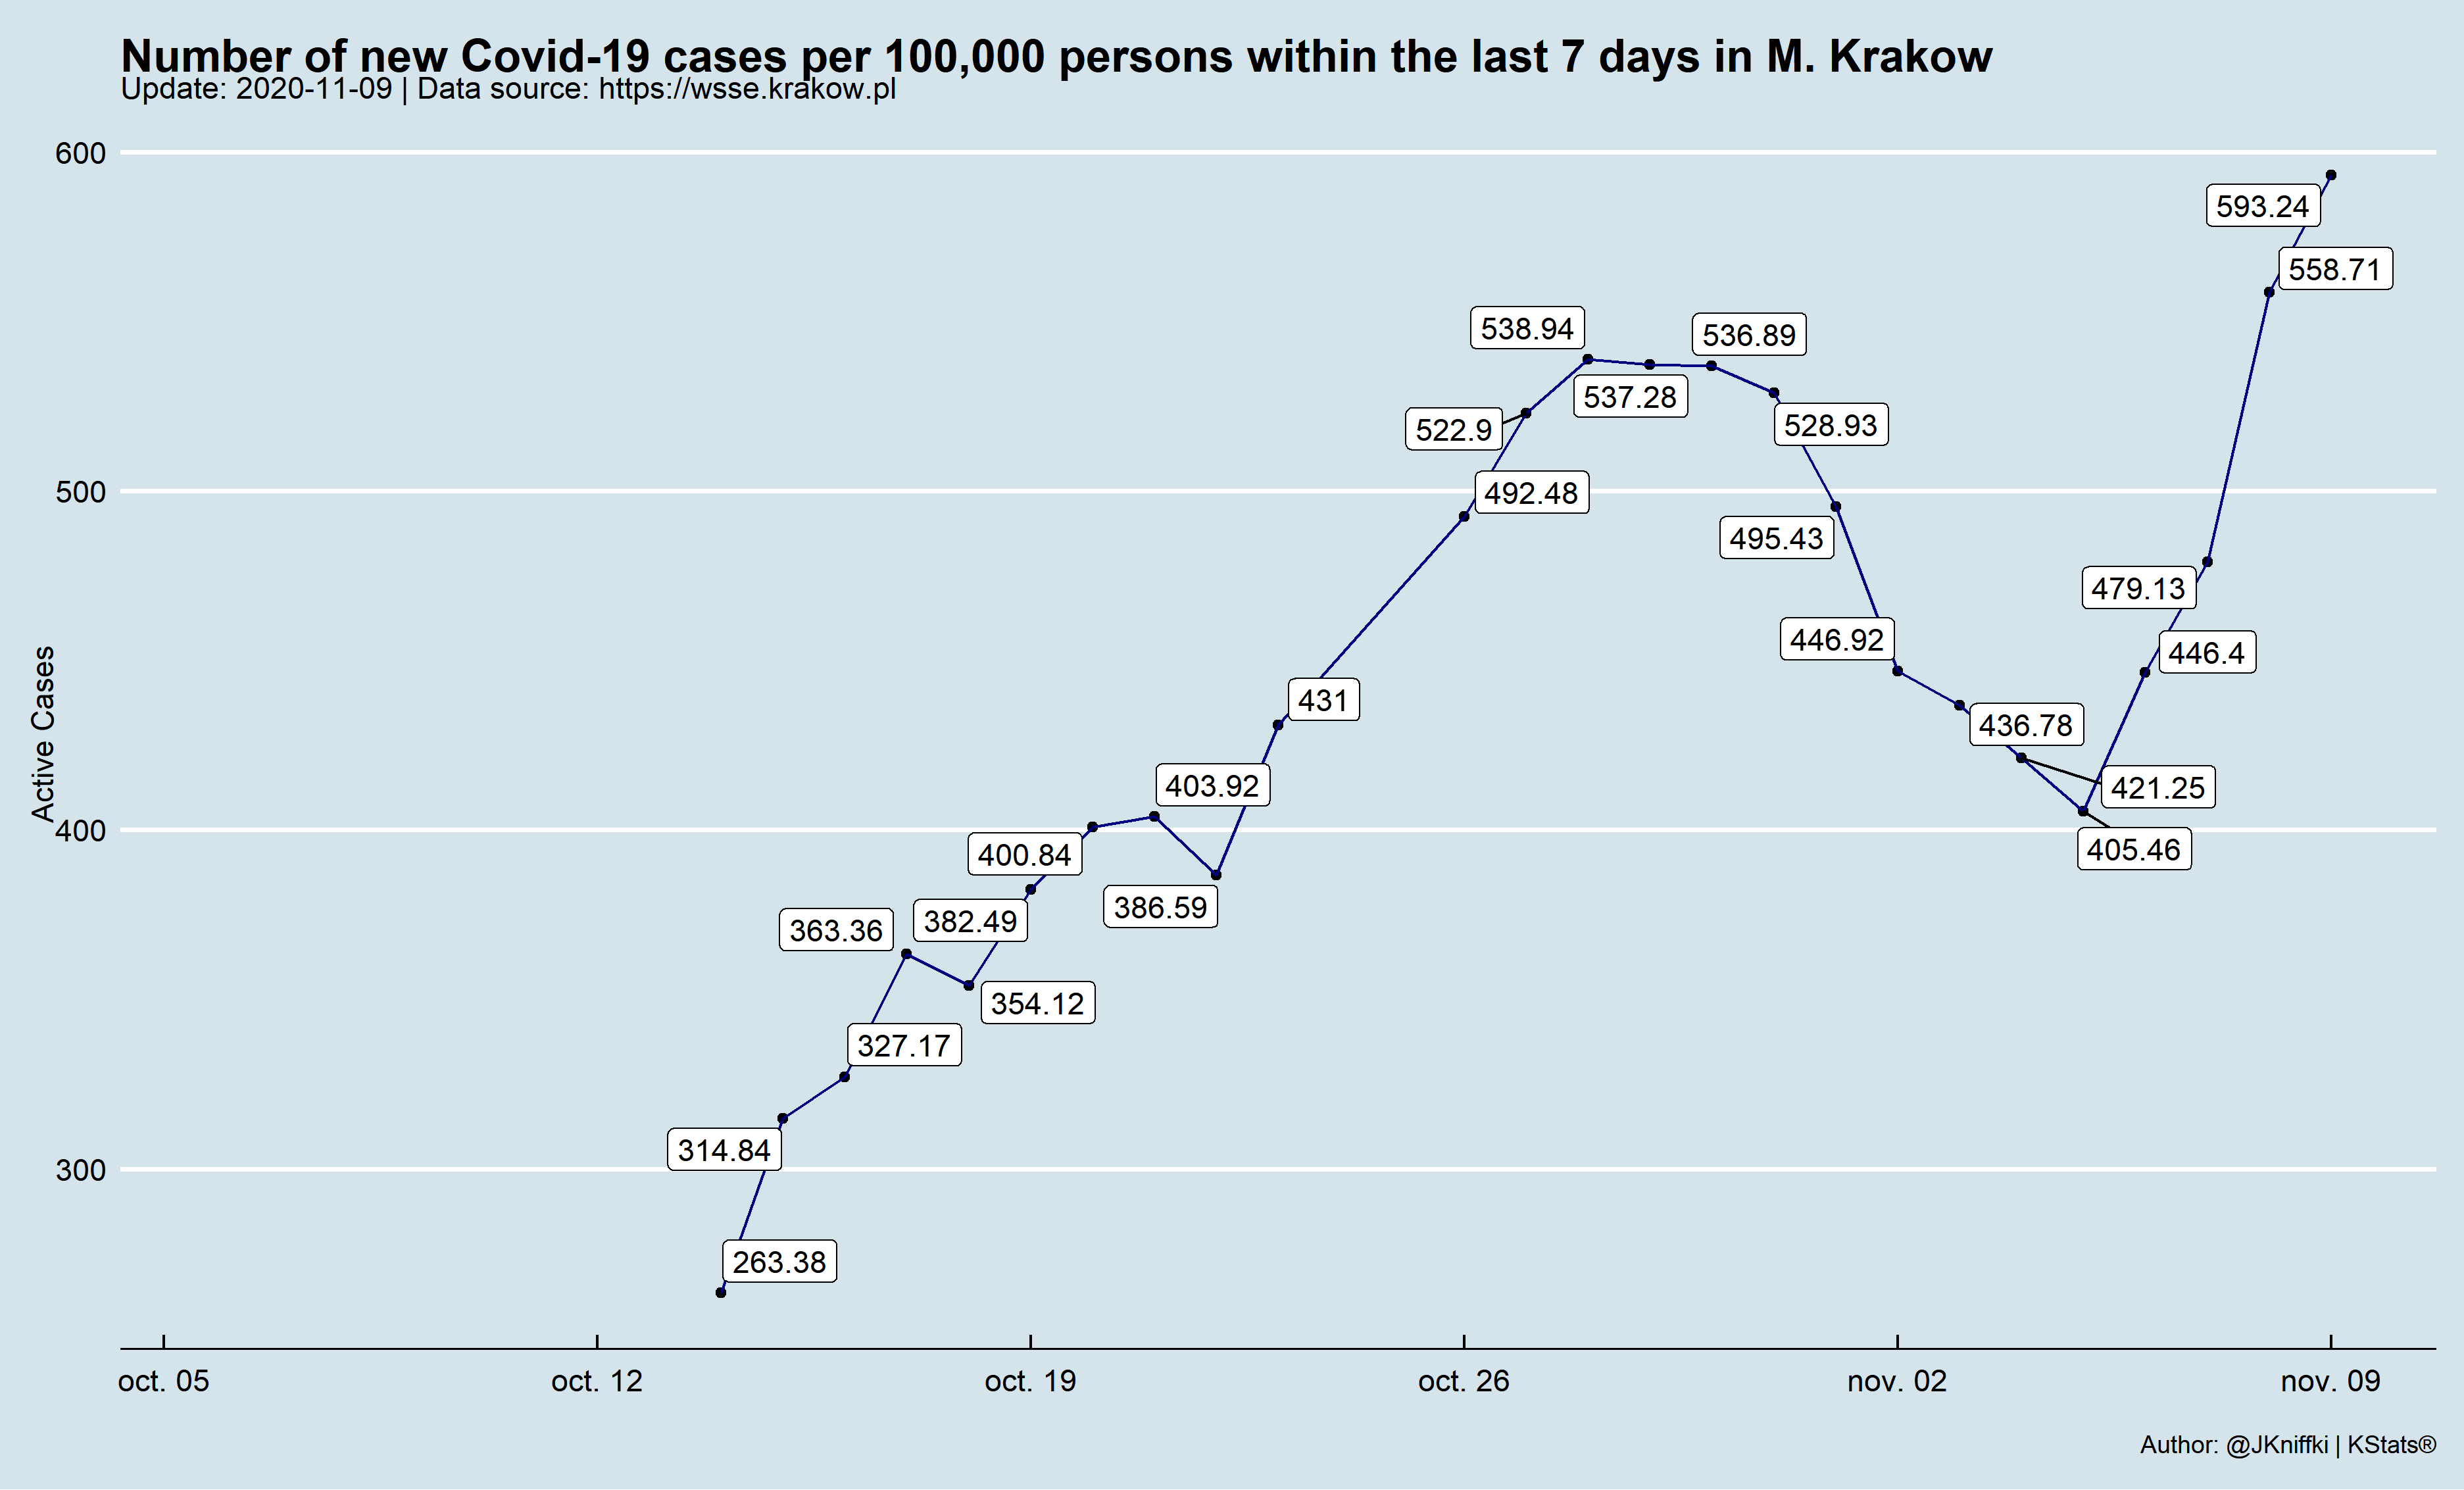 Number of new Covid-19 cases per 100,000 persons within the last 7 days in M. Krakow
Update: 2020-11-09 | Data source: https://wsse.krakow.pl
600
593.24
558.71
538.94
536.89
537.28
528.93
522.9
500
492.48
495.43
479.13
446.92
446.4
Active Cases
431
436.78
403.92
421.25
400
400.84
405.46
386.59
363.36
382.49
354.12
327.17
314.84
300
263.38
oct. 05
oct. 12
oct. 19
oct. 26
nov. 02
nov. 09
Author: @JKniffki | KStats®